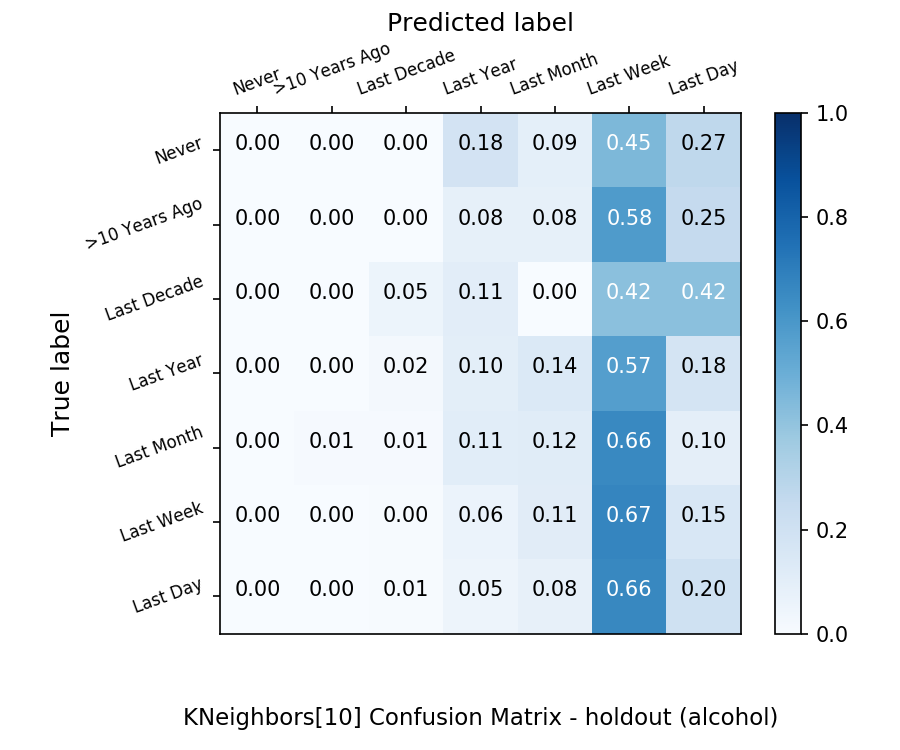 Predicted label
Never >10 Years Ago Last Decade Last Year Last Month Last Week Last Day
Never 0.00 0.00 0.00 0.18 0.09 0.45 0.27
>10 Years Ago 0.00 0.00 0.00 0.08 0.08 0.58 0.25
Last Decade 0.00 0.00 0.05 0.11 0.00 0.42 0.42
Last Year 0.00 0.00 0.02 0.10 0.14 0.57 0.18
Last Month 0.00 0.01 0.01 0.11 0.12 0.66 0.10
Last Week 0.00 0.00 0.00 0.06 0.11 0.67 0.15
Last Day 0.00 0.00 0.01 0.05 0.08 0.66 0.20
True label
1.0
0.8
0.6
0.4
0.2
0.0
KNeighbors[10] Confusion Matrix - holdout (alcohol)